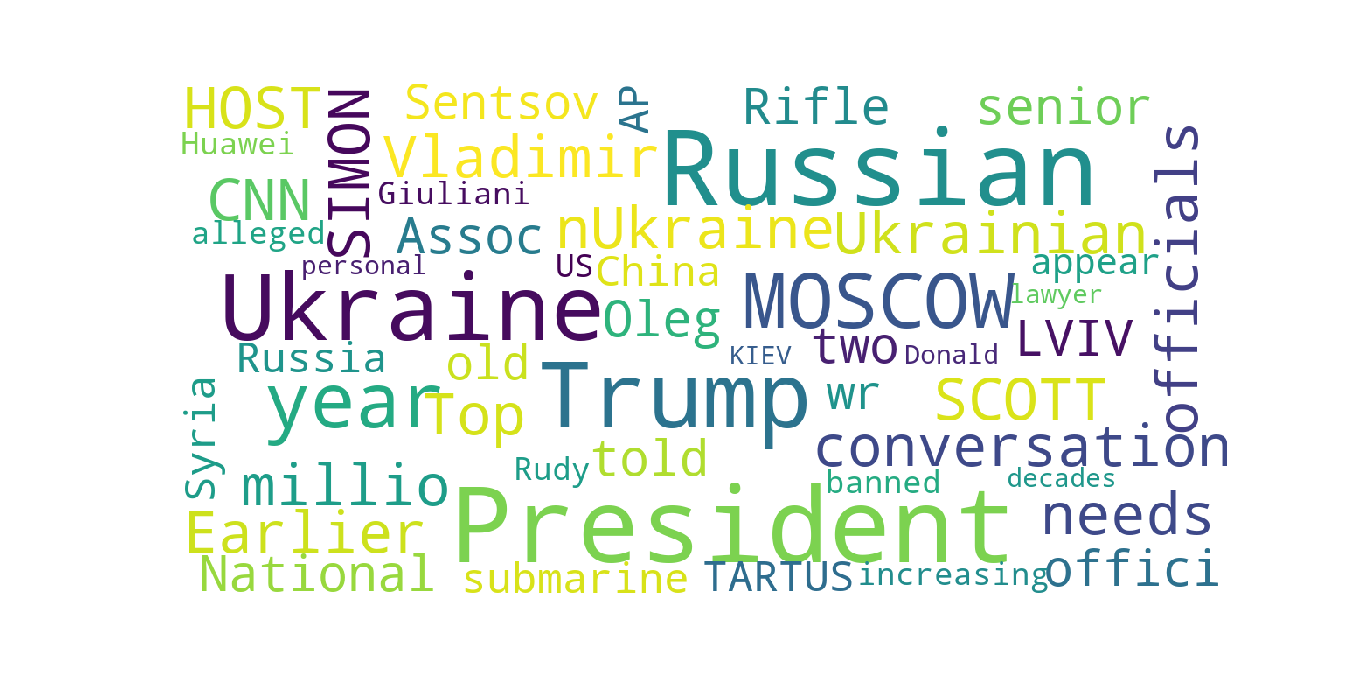 HOST
SIMON
Sentsov
AP
Rifle
senior
Huawei
Vladimir
Russian
officials
CNN
Giuliani
alleged
Assoc
nUkraine
Ukrainian
personal
US
China
appear
Ukraine
Oleg
MOSCOW
lawyer
Russia
old
KIEV
two
Donald
LVIV
Syria
year
Top
Trump
wr
SCOTT
millio
Rudy
told
conversation
banned
decades
Earlier
President
needs
National
submarine
TARTUS
increasing
offici